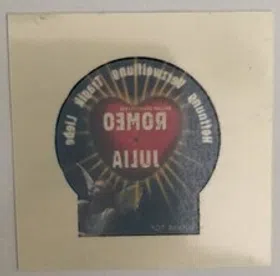 Liebe Tragik Verzweiflung Hoffnung
ROMEO
JULIA